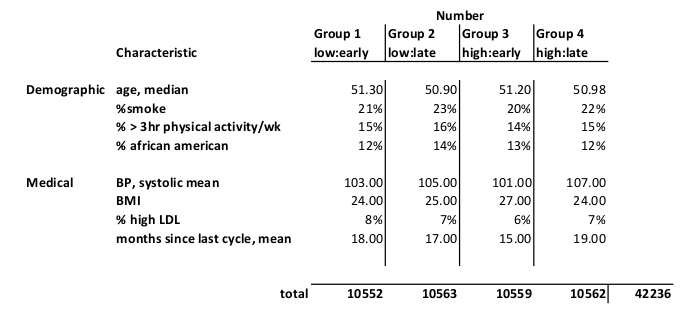 Number
Group 1 Group 2 Group 3 Group 4
Characteristic low:early low:late high:early high:late
Demographic age, median 51.30 50.90 51.20 50.98
%smoke 21% 23% 20% 22%
% > 3hr physical activity/wk 15% 16% 14% 15%
% african american 12% 14% 13% 12%
Medical BP, systolic mean 103.00 105.00 101.00 107.00
BMI 24.00 25.00 27.00 24.00
% high LDL 8% 7% 6% 7%
months since last cycle, mean 18.00 17.00 15.00 19.00
total 10552 10563 10559 10562 42236